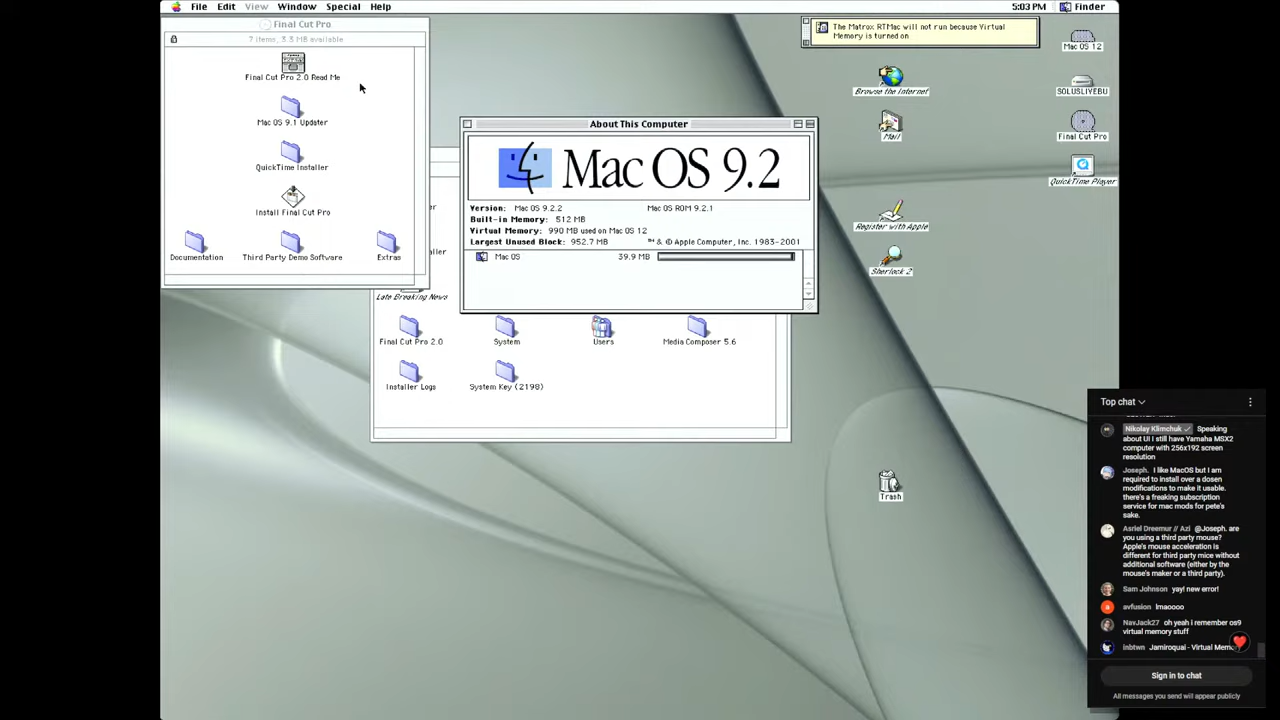 File Edit View Window Special Help
5:03 PM Finder
Final Cut Pro
7 items, 3.3 MB available
Final Cut Pro 2.0 Read Me
Mac OS 9.1 Updater
QuickTime Installer
Install Final Cut Pro
Documentation
Third Party Demo Software
Extras
The Matrox RTMac will not run because Virtual
Memory is turned on
Browse the Internet
Mail
Register with Apple
Sherlock 2
Trash
Mac OS 12
SOLUSLIVEBU
Final Cut Pro
QuickTime Player
About This Computer
Mac OS 9.2
Version: Mac OS 9.2.2
Mac OS ROM 9.2.1
Built-in Memory: 512 MB
Virtual Memory: 990 MB used on Mac OS 12
Largest Unused Block: 952.7 MB
™ & © Apple Computer, Inc. 1983-2001
Mac OS 39.9 MB
Late Breaking News
Final Cut Pro 2.0
System
Users
Media Composer 5.6
Installer Logs
System Key (2198)
Top chat
Nikolay Klimchuk Speaking
about UI I still have Yamaha MSX2
computer with 256x192 screen
resolution
Joseph. I like MacOS but I am
required to install over a dosen
modifications to make it usable.
there's a freaking subscription
service for mac mods for pete's
sake.
Asriel Dreemur // Azi @Joseph. are
you using a third party mouse?
Apple's mouse acceleration is
different for third party mice without
additional software (either by the
mouse's maker or a third party).
Sam Johnson yay! new error!
avfusion lmaoooo
NavJack27 oh yeah i remember os9
virtual memory stuff
inbtwn Jamiroquai - Virtual Mem
Sign in to chat
All messages you send will appear publicly